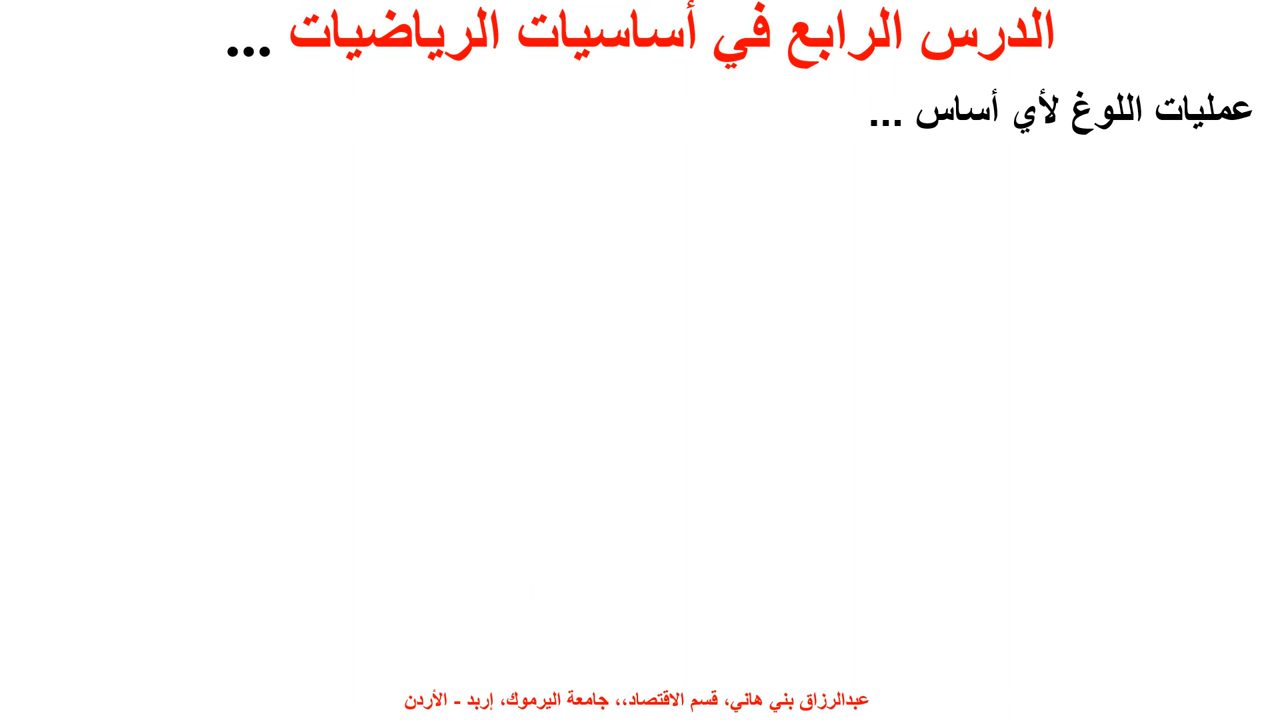 الدرس الرابع في أساسيات الرياضيات ...
عمليات اللوغ لأي أساس ...
عبدالرزاق بني هاني، قسم الاقتصاد،، جامعة اليرموك، إربد - الأردن